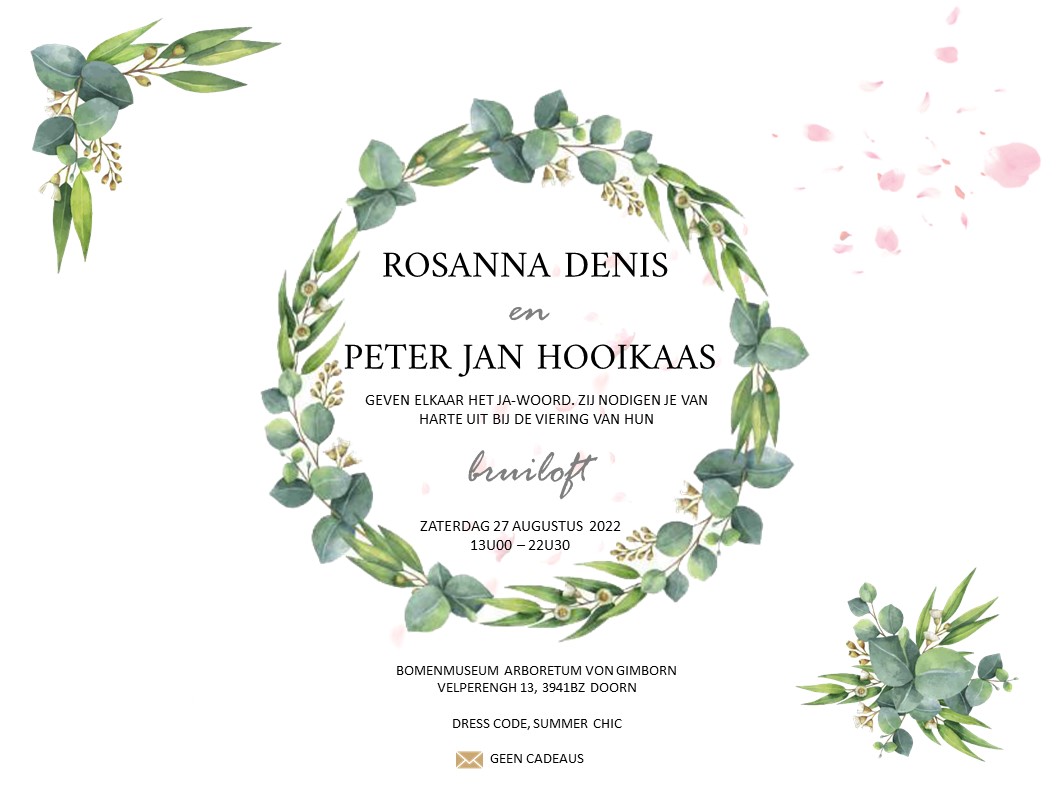 ROSANNA DENIS
en
PETER JAN HOOIKAAS
GEVEN ELKAAR HET JA-WOORD. ZIJ NODIGEN JE VAN
HARTE UIT BIJ DE VIERING VAN HUN
bruiloft
ZATERDAG 27 AUGUSTUS 2022
13U00 – 22U30
BOMENMUSEUM ARBORETUM VON GIMBORN
VELPERENGH 13, 3941BZ DOORN
DRESS CODE, SUMMER CHIC
GEEN CADEAUS